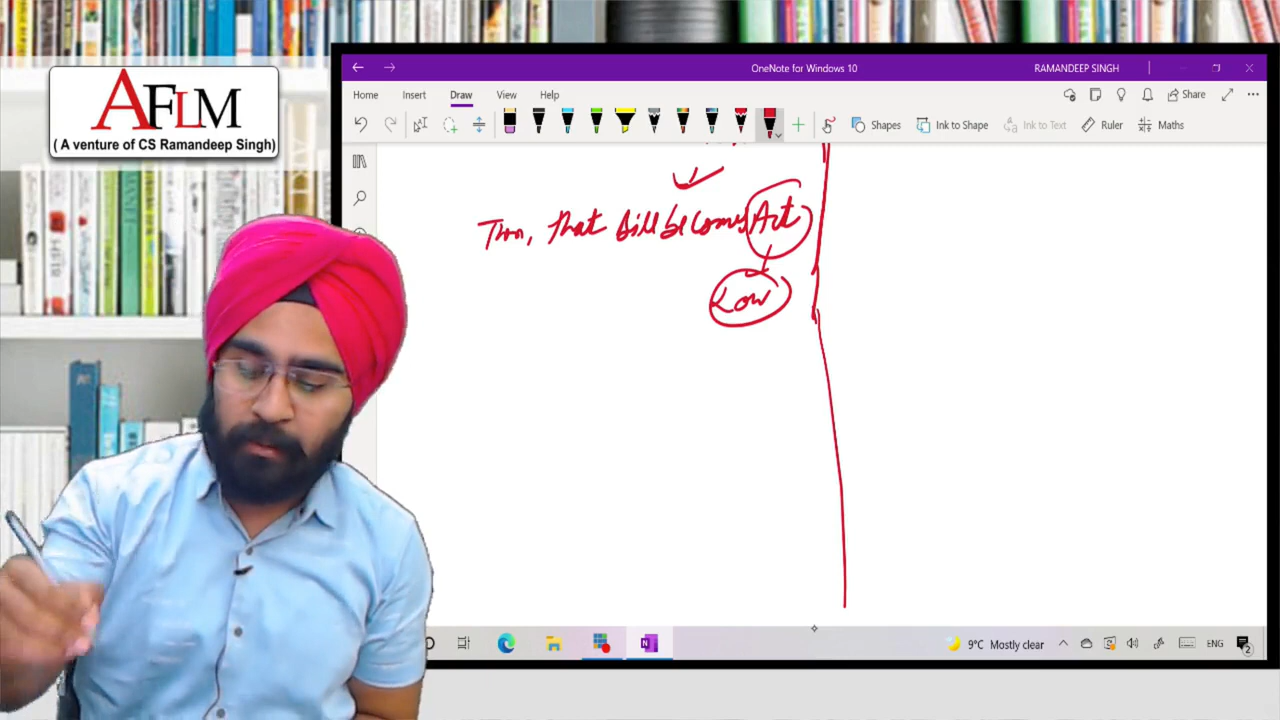 AFLM
( A venture of CS Ramandeep Singh)
OneNote for Windows 10
RAMANDEEP SINGH
Home Insert Draw View Help
Share
Shapes Ink to Shape Ink to Text Ruler Maths
Then, that Bill becomes Act
Law
9°C Mostly clear
ENG
2